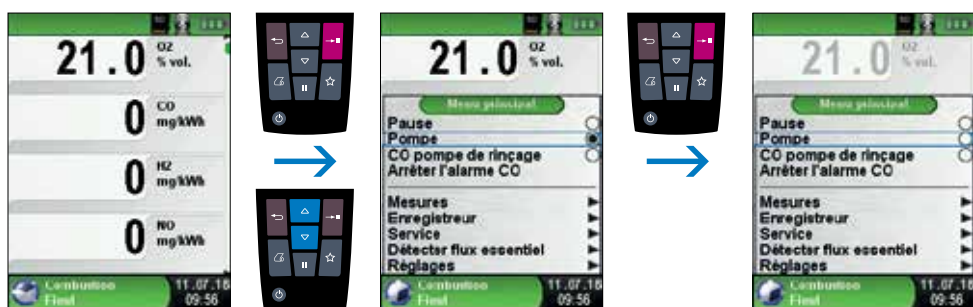 21.0 O2 % vol.
0 CO mg/kWh
0 H2 mg/kWh
0 NO mg/kWh
Combustion 11.07.16
Fioul 09:56
21.0 O2 % vol.
Menu principal
Pause
Pompe
CO pompe de rinçage
Arrêter l'alarme CO
Mesures
Enregistreur
Service
Détecter flux essentiel
Réglages
Combustion 11.07.16
Fioul 09:56
21.0 O2 % vol.
Menu principal
Pause
Pompe
CO pompe de rinçage
Arrêter l'alarme CO
Mesures
Enregistreur
Service
Détecter flux essentiel
Réglages
Combustion 11.07.16
Fioul 09:56